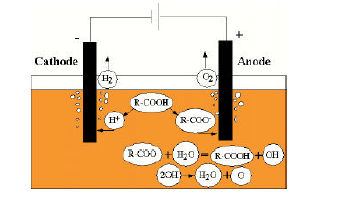 - +
Cathode Anode
H2 O2
R-COOH
H+ R-COO-
R-COO + H2O = R-COOH + OH
2OH → H2O + O